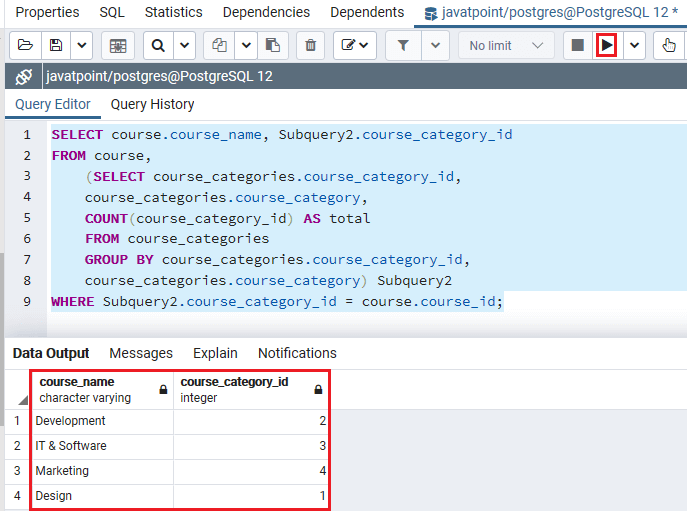 Properties SQL Statistics Dependencies Dependents javatpoint/postgres@PostgreSQL 12 *
No limit
javatpoint/postgres@PostgreSQL 12
Query Editor Query History
1 SELECT course.course_name, Subquery2.course_category_id
2 FROM course,
3 (SELECT course_categories.course_category_id,
4 course_categories.course_category,
5 COUNT(course_category_id) AS total
6 FROM course_categories
7 GROUP BY course_categories.course_category_id,
8 course_categories.course_category) Subquery2
9 WHERE Subquery2.course_category_id = course.course_id;
Data Output Messages Explain Notifications
course_name course_category_id
character varying integer
1 Development 2
2 IT & Software 3
3 Marketing 4
4 Design 1